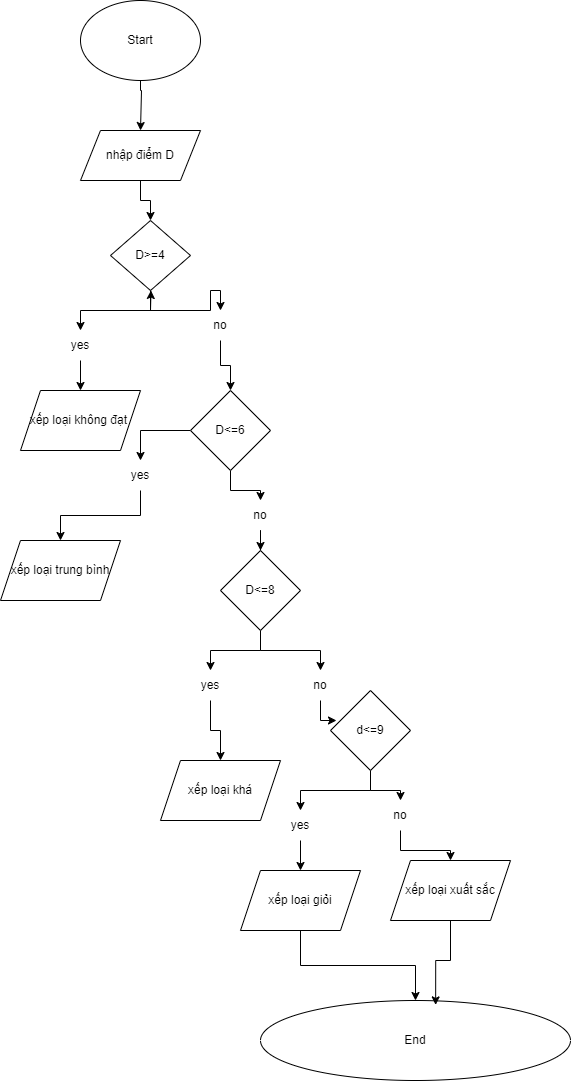 Start
nhập điểm D
D>=4
no
yes
xếp loại không đạt
D<=6
yes
no
xếp loại trung bình
D<=8
yes
no
d<=9
xếp loại khá
yes
no
xếp loại giỏi
xếp loại xuất sắc
End